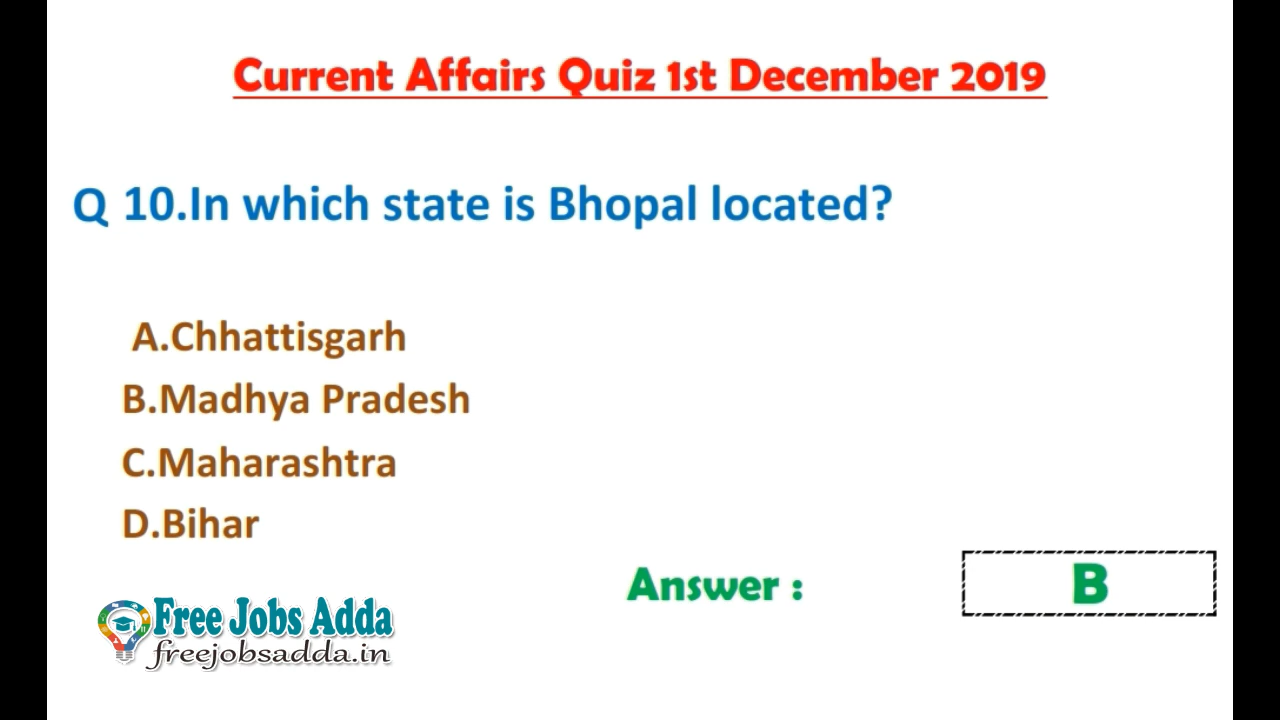 Current Affairs Quiz 1st December 2019
Q 10.In which state is Bhopal located?
A.Chhattisgarh
B.Madhya Pradesh
C.Maharashtra
D.Bihar
Answer : B
Free Jobs Adda
freejobsadda.in